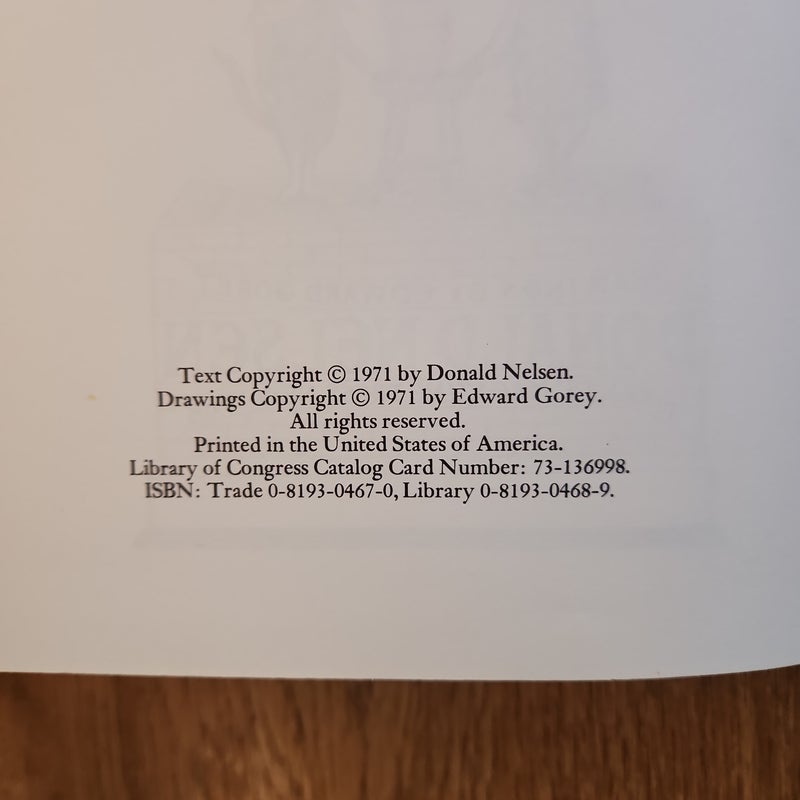 Text Copyright © 1971 by Donald Nelsen.
Drawings Copyright © 1971 by Edward Gorey.
All rights reserved.
Printed in the United States of America.
Library of Congress Catalog Card Number: 73-136998.
ISBN: Trade 0-8193-0467-0, Library 0-8193-0468-9.